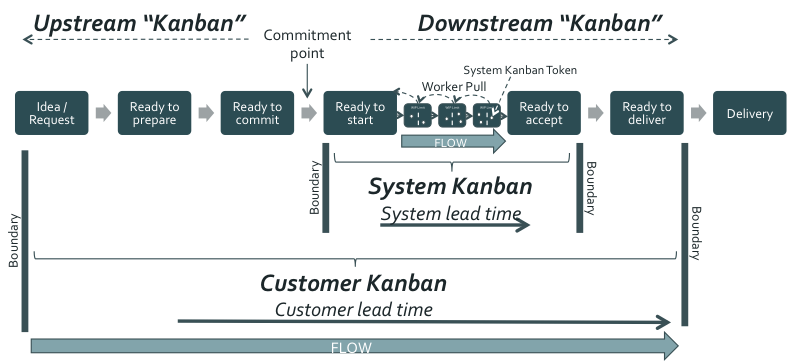 Upstream “Kanban”
Downstream “Kanban”
Commitment
point
System Kanban Token
Worker Pull
Idea /
Request
Ready to
prepare
Ready to
commit
Ready to
start
Ready to
accept
Ready to
deliver
Delivery
FLOW
Boundary
Boundary
System Kanban
System lead time
Boundary
Boundary
Customer Kanban
Customer lead time
FLOW